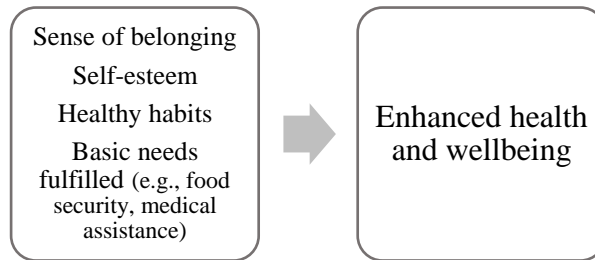 Sense of belonging
Self-esteem
Healthy habits
Basic needs
fulfilled (e.g., food
security, medical
assistance)
Enhanced health
and wellbeing